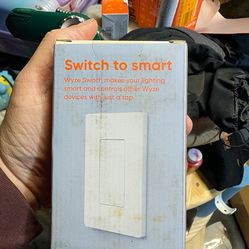 Switch to smart
Wyze Switch makes your lighting
smart and controls other Wyze
devices with just a tap.